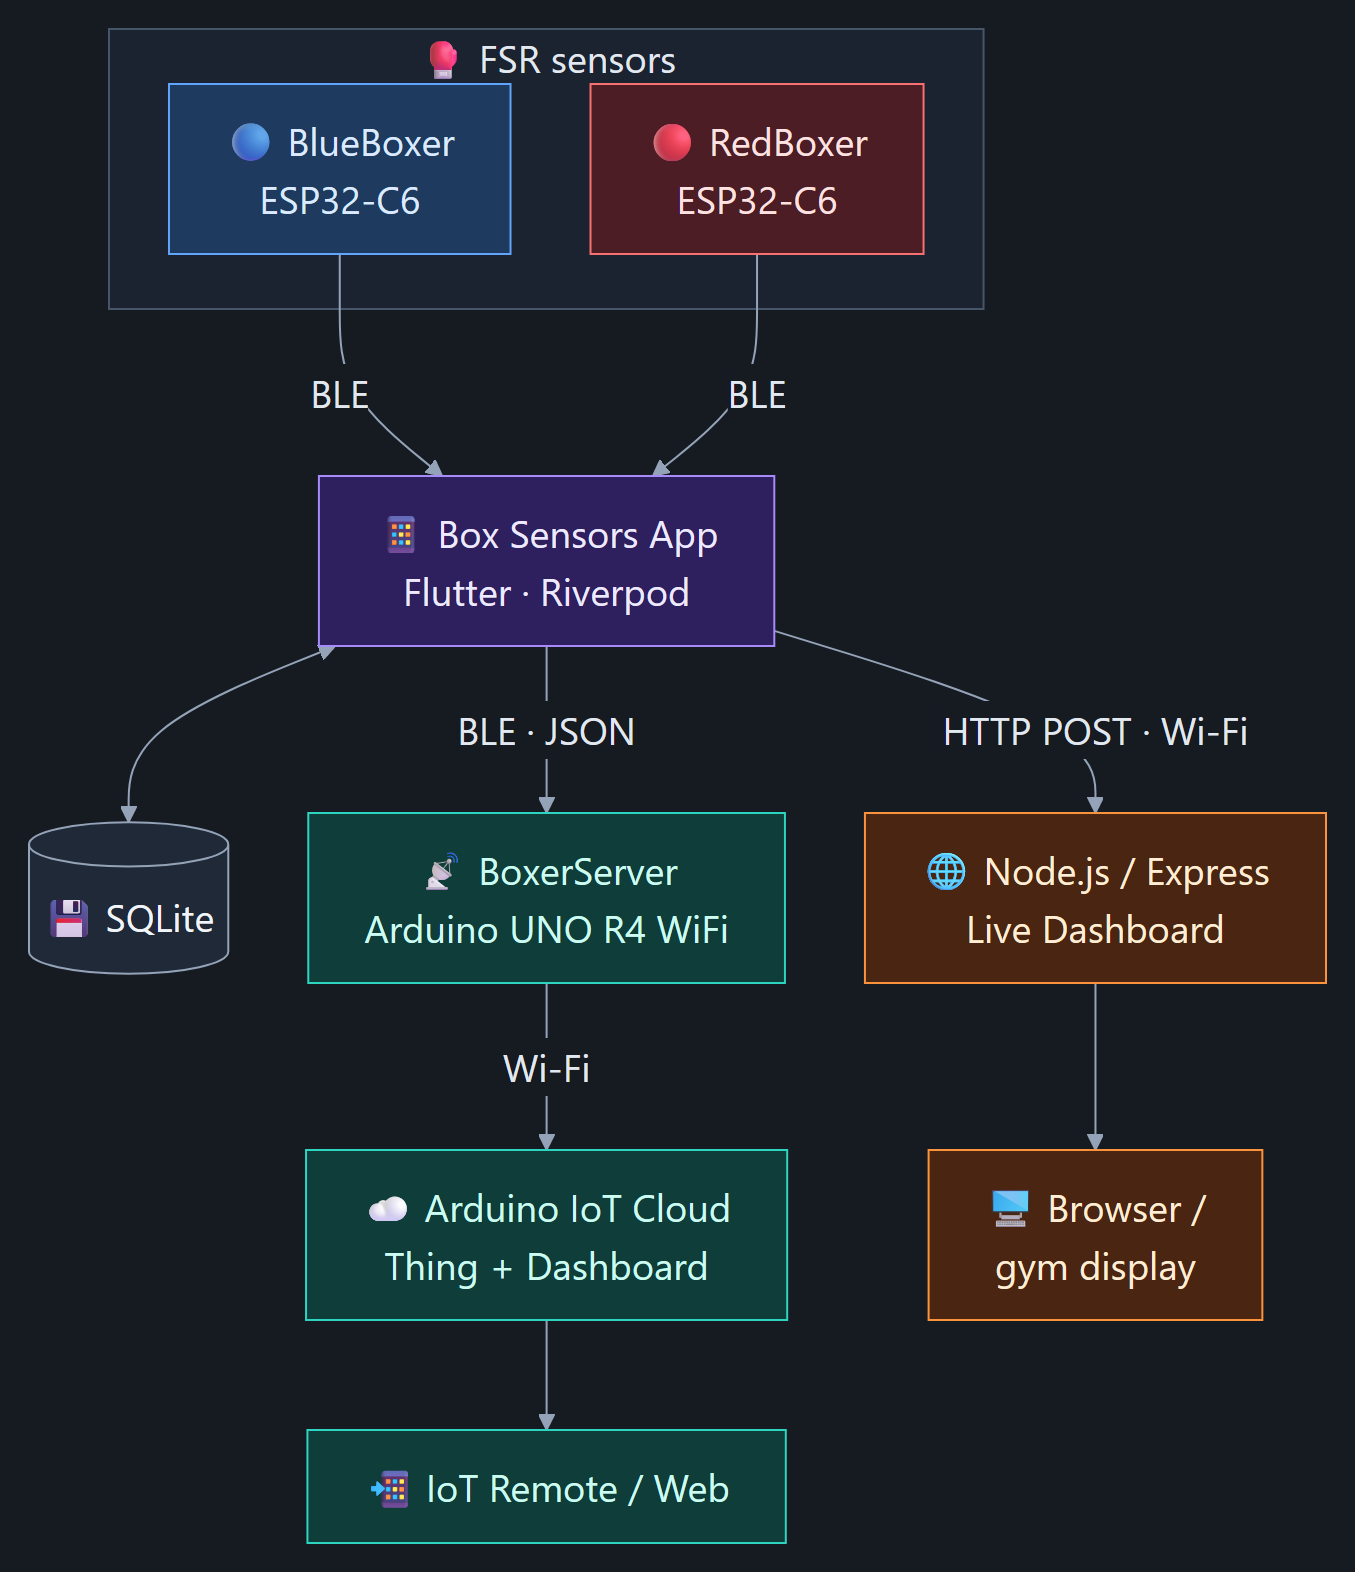 FSR sensors
BlueBoxer
ESP32-C6
RedBoxer
ESP32-C6
BLE
BLE
Box Sensors App
Flutter · Riverpod
BLE · JSON
HTTP POST · Wi-Fi
SQLite
BoxerServer
Arduino UNO R4 WiFi
Node.js / Express
Live Dashboard
Wi-Fi
Arduino IoT Cloud
Thing + Dashboard
Browser /
gym display
IoT Remote / Web